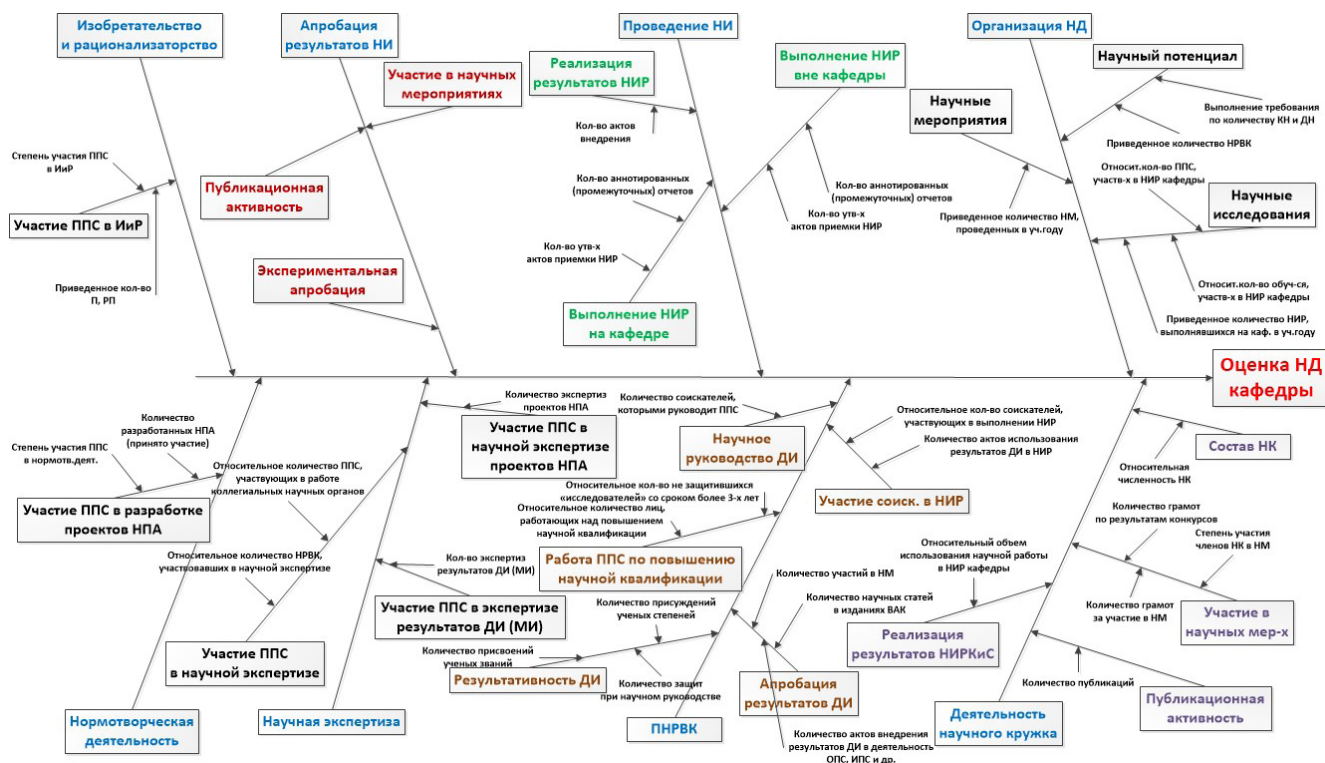 Изобретательство
и рационализаторство
Апробация
результатов НИ
Проведение НИ
Организация НД
Участие в научных
мероприятиях
Реализация
результатов НИР
Выполнение НИР
вне кафедры
Научный потенциал
Научные
мероприятия
Выполнение требования
по количеству КН и ДН
Кол-во актов
внедрения
Приведенное количество НРВК
Степень участия ППС
в ИиР
Публикационная
активность
Кол-во аннотированных
(промежуточных) отчетов
Кол-во аннотированных
(промежуточных) отчетов
Относит.кол-во ППС,
участв-х в НИР кафедры
Научные
исследования
Участие ППС в ИиР
Кол-во утв-х
актов приемки НИР
Приведенное количество НМ,
проведенных в уч.году
Кол-во утв-х
актов приемки НИР
Экспериментальная
апробация
Приведенное кол-во
П, РП
Относит.кол-во обуч-ся,
участв-х в НИР кафедры
Выполнение НИР
на кафедре
Приведенное количество НИР,
выполнявшихся на каф. в уч.году
Оценка НД
кафедры
Количество экспертиз
проектов НПА
Количество соискателей,
которыми руководит ППС
Количество
разработанных НПА
(принято участие)
Участие ППС в
научной экспертизе
проектов НПА
Научное
руководство ДИ
Относительное кол-во соискателей,
участвующих в выполнении НИР
Количество актов использования
результатов ДИ в НИР
Состав НК
Степень участия ППС
в нормотв.деят.
Относительное количество ППС,
участвующих в работе
коллегиальных научных органов
Относительная
численность НК
Участие ППС в разработке
проектов НПА
Относительное кол-во не защитившихся
«исследователей» со сроком более 3-х лет
Участие соиск. в НИР
Относительное количество лиц,
работающих над повышением
научной квалификации
Количество грамот
по результатам конкурсов
Относительное количество НРВК,
участвовавших в научной экспертизе
Кол-во экспертиз
результатов ДИ (МИ)
Работа ППС по повышению
научной квалификации
Относительный объем
использования научной работы
в НИР кафедры
Степень участия
членов НК в НМ
Количество участий в НМ
Участие ППС в экспертизе
результатов ДИ (МИ)
Количество присуждений
ученых степеней
Количество научных статей
в изданиях ВАК
Количество грамот
за участие в НМ
Участие в
научных мер-х
Участие ППС
в научной экспертизе
Количество присвоений
ученых званий
Реализация
результатов НИРКиС
Результативность ДИ
Количество защит
при научном руководстве
Апробация
результатов ДИ
Количество публикаций
Публикационная
активность
Нормотворческая
деятельность
Научная экспертиза
ПНРВК
Деятельность
научного кружка
Количество актов внедрения
результатов ДИ в деятельность
ОПС, ИПС и др.